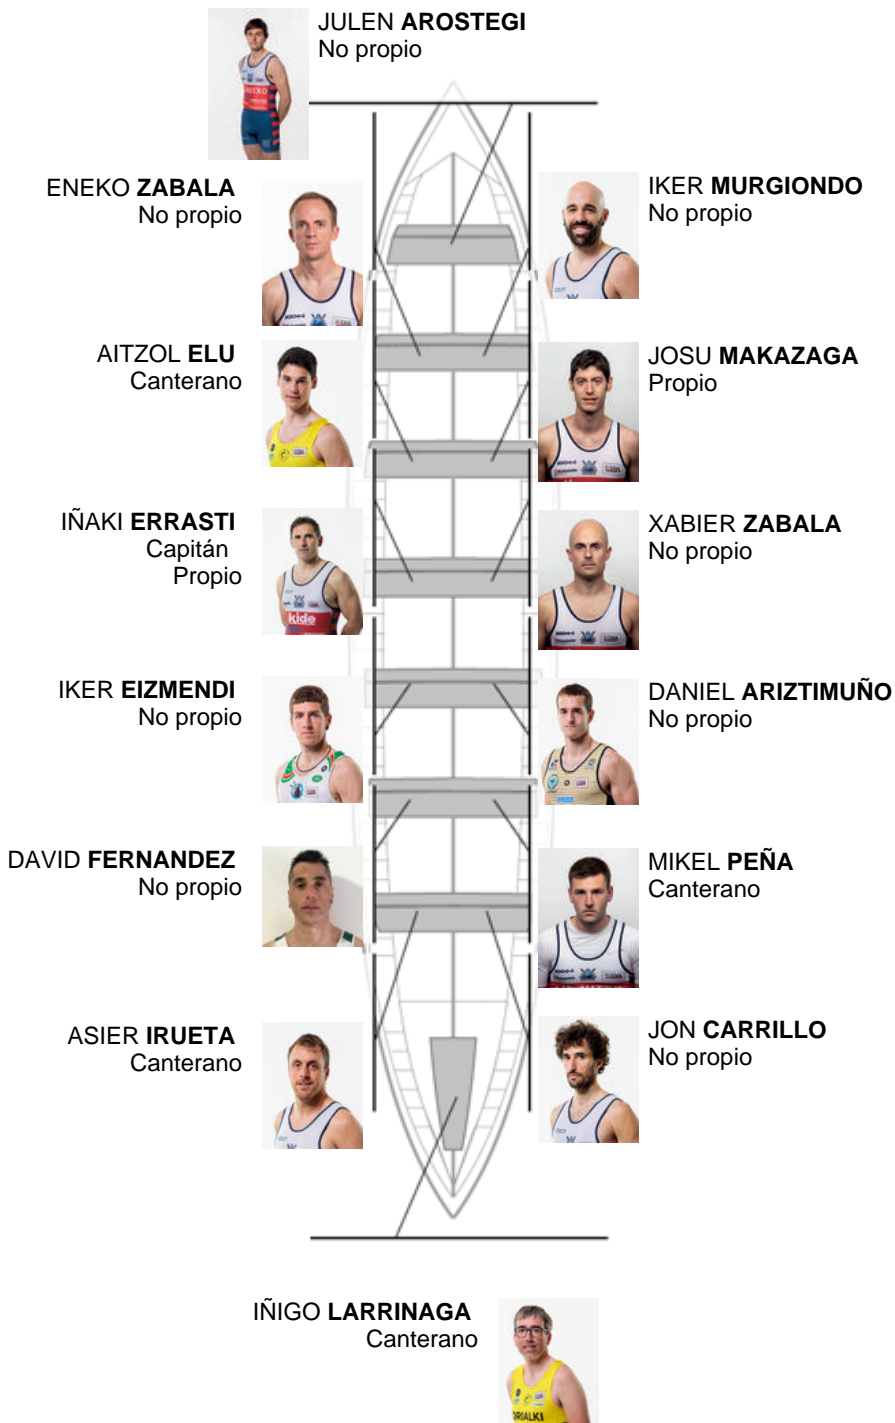 JULEN AROSTEGI
No propio
ENEKO ZABALA
No propio
IKER MURGIONDO
No propio
AITZOL ELU
Canterano
JOSU MAKAZAGA
Propio
IÑAKI ERRASTI
Capitán
Propio
XABIER ZABALA
No propio
kide
IKER EIZMENDI
No propio
DANIEL ARIZTIMUÑO
No propio
DAVID FERNANDEZ
No propio
MIKEL PEÑA
Canterano
ASIER IRUETA
Canterano
JON CARRILLO
No propio
IÑIGO LARRINAGA
Canterano
ORIALKI